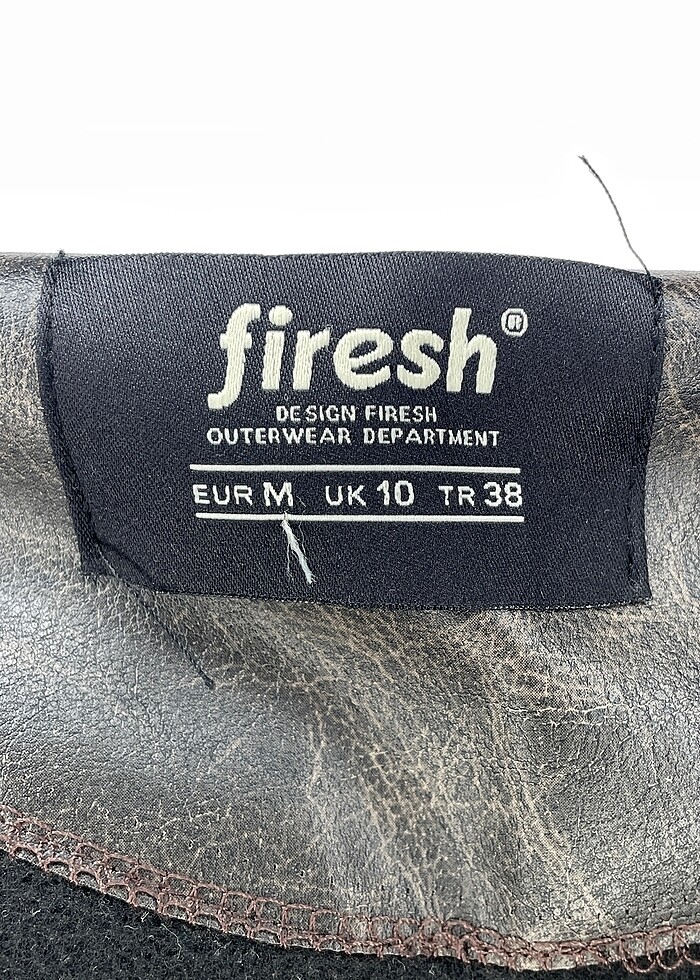 firesh®
DESIGN FIRESH
OUTERWEAR DEPARTMENT
EUR M UK 10 TR 38